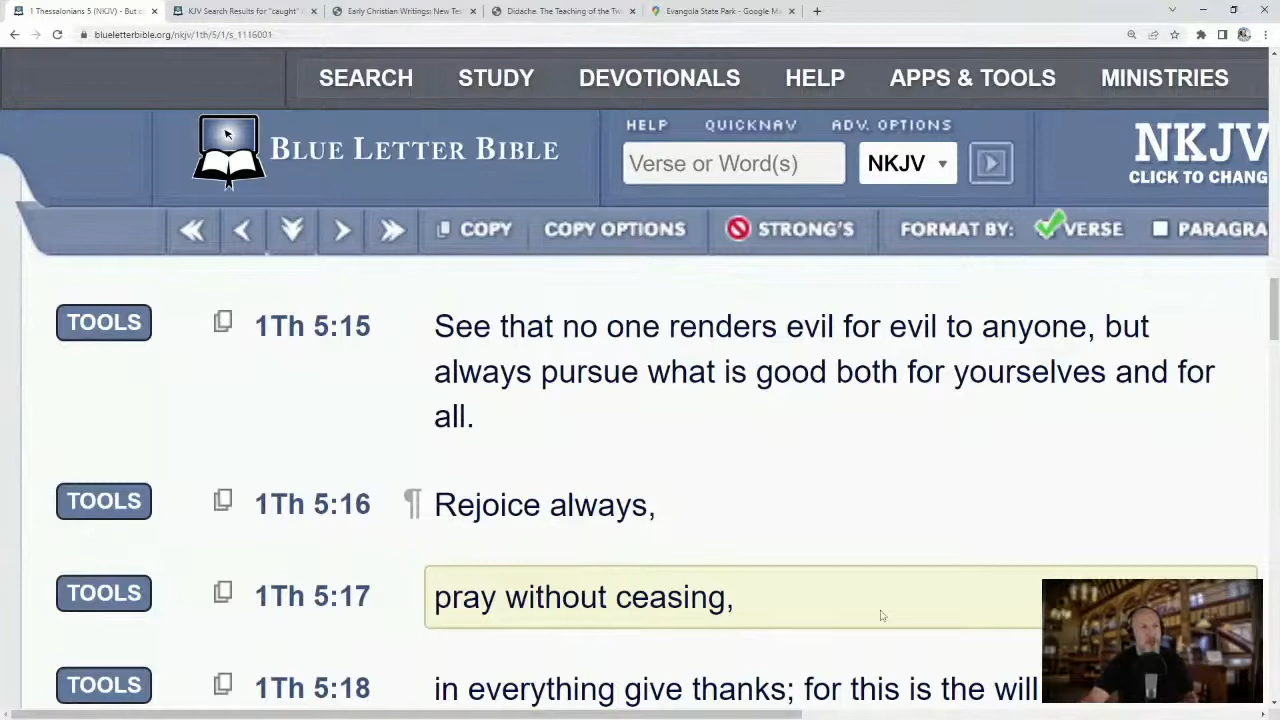 1 Thessalonians 5 (NKJV) - But c
KJV Search Results for "caught"
Early Christian Writings: New Tes
Didache. The Teaching of the Tw
Evangola State Park - Google M
blueletterbible.org/nkjv/1th/5/1/s_1116001
SEARCH STUDY DEVOTIONALS HELP APPS & TOOLS MINISTRIES
BLUE LETTER BIBLE
HELP QUICKNAV ADV. OPTIONS
Verse or Word(s) NKJV
NKJV
CLICK TO CHANG
COPY COPY OPTIONS STRONG'S FORMAT BY: VERSE PARAGRA
TOOLS 1Th 5:15 See that no one renders evil for evil to anyone, but
always pursue what is good both for yourselves and for
all.
TOOLS 1Th 5:16 ¶ Rejoice always,
TOOLS 1Th 5:17 pray without ceasing,
TOOLS 1Th 5:18 in everything give thanks; for this is the will